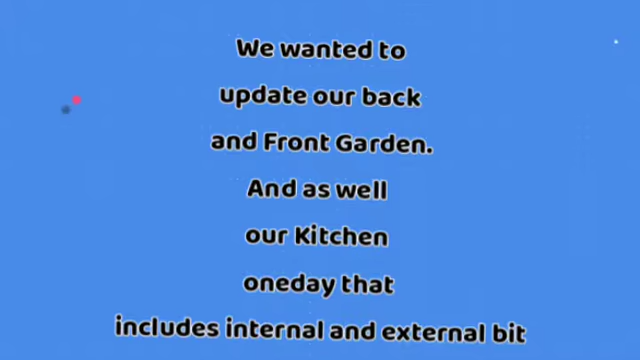 We wanted to
update our back
and Front Garden.
And as well
our Kitchen
oneday that
includes internal and external bit